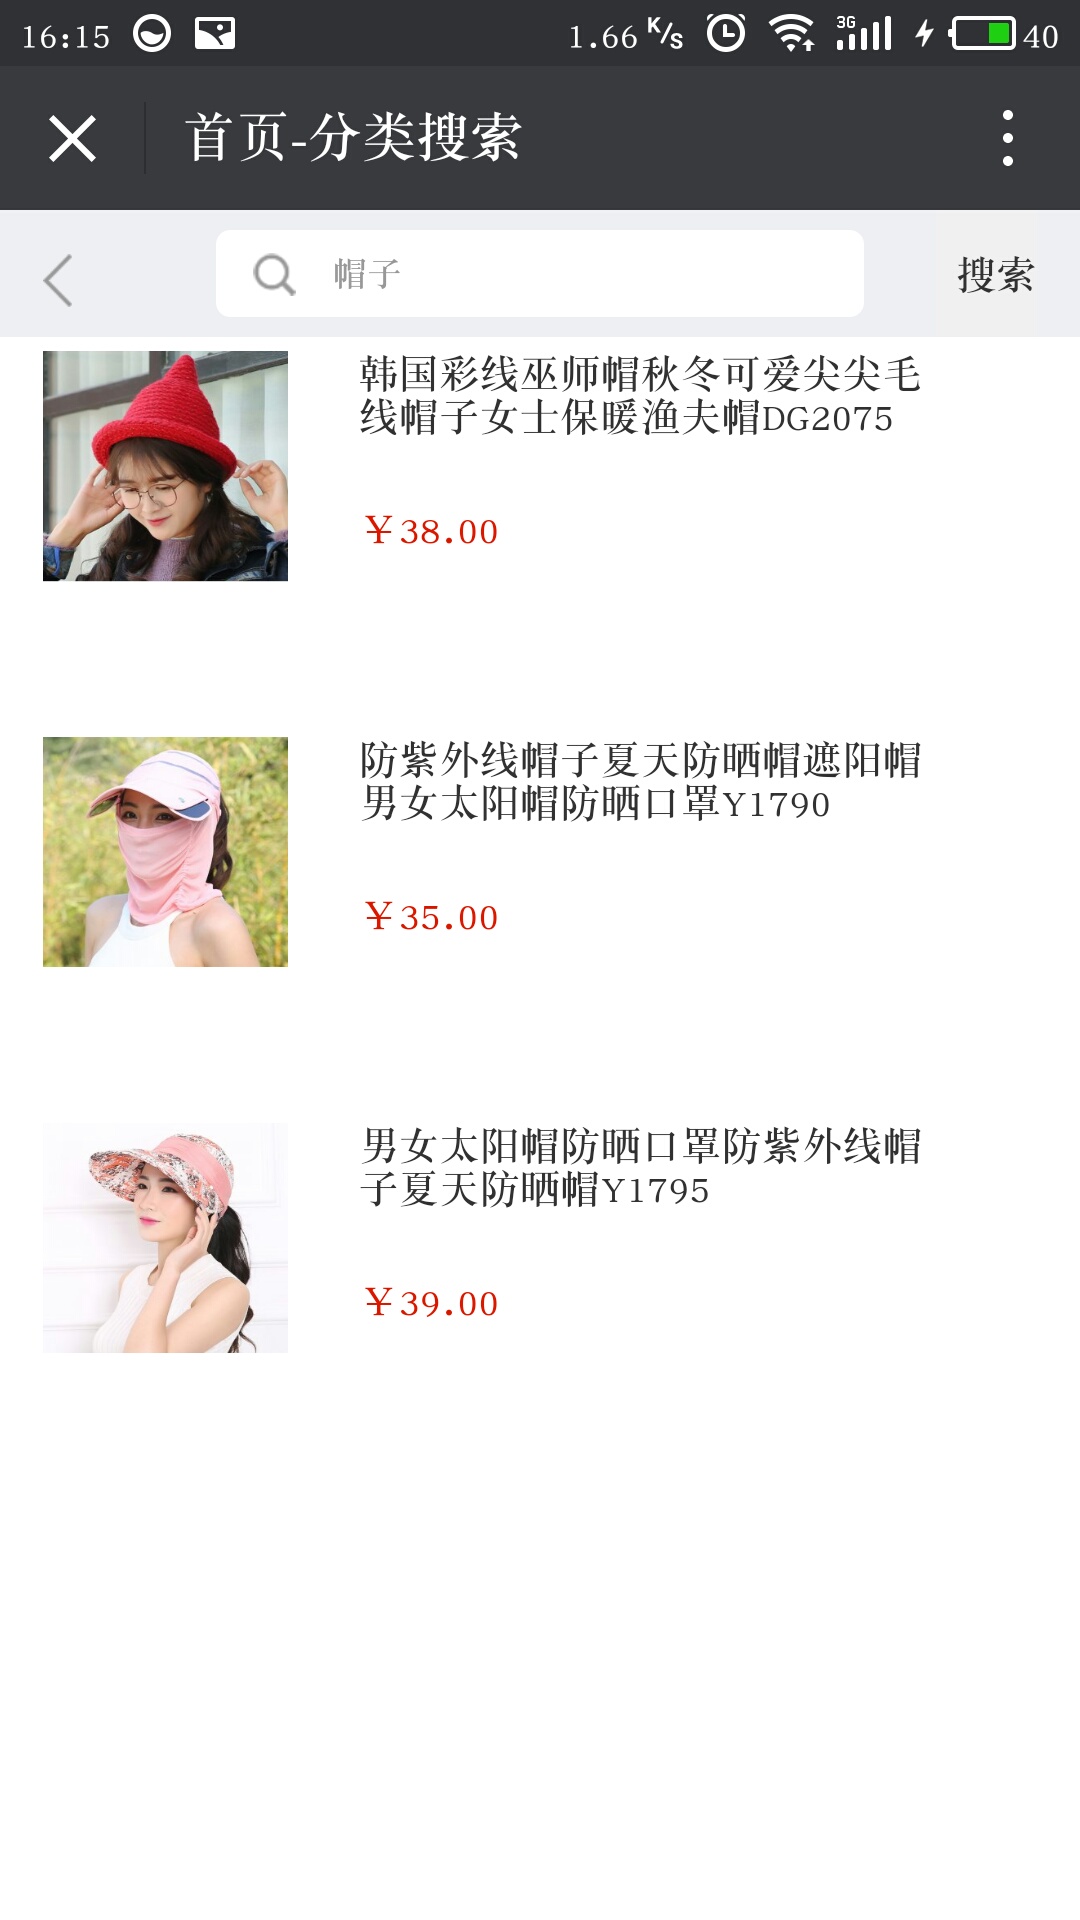 16:15
1.66 K/s
3G
40
首页-分类搜索
帽子
搜索
韩国彩线巫师帽秋冬可爱尖尖毛
线帽子女士保暖渔夫帽DG2075
￥38.00
防紫外线帽子夏天防晒帽遮阳帽
男女太阳帽防晒口罩Y1790
￥35.00
男女太阳帽防晒口罩防紫外线帽
子夏天防晒帽Y1795
￥39.00